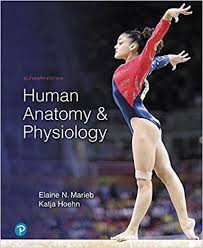 ELEVENTH EDITION
Human Anatomy &
Physiology
Elaine N. Marieb
Katja Hoehn
P